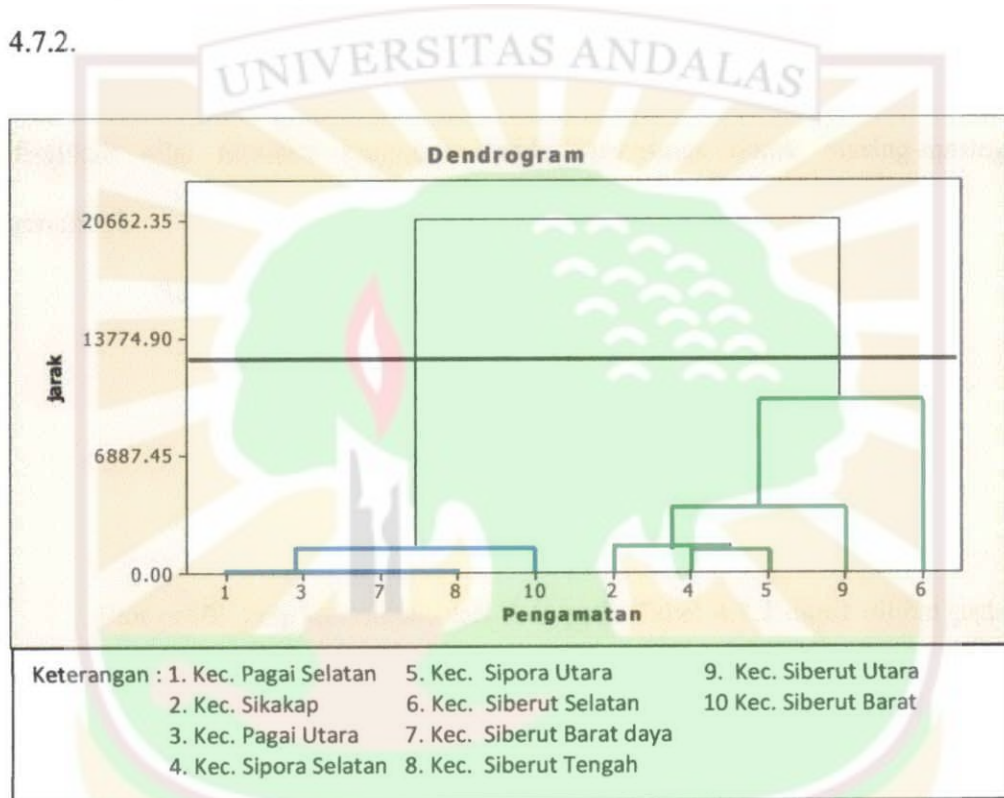 4.7.2.
UNIVERSITAS ANDALAS
Dendrogram
20662.35
13774.90
6887.45
0.00
jarak
1 3 7 8 10 2 4 5 9 6
Pengamatan
Keterangan : 1. Kec. Pagai Selatan 5. Kec. Sipora Utara 9. Kec. Siberut Utara
2. Kec. Sikakap 6. Kec. Siberut Selatan 10 Kec. Siberut Barat
3. Kec. Pagai Utara 7. Kec. Siberut Barat daya
4. Kec. Sipora Selatan 8. Kec. Siberut Tengah